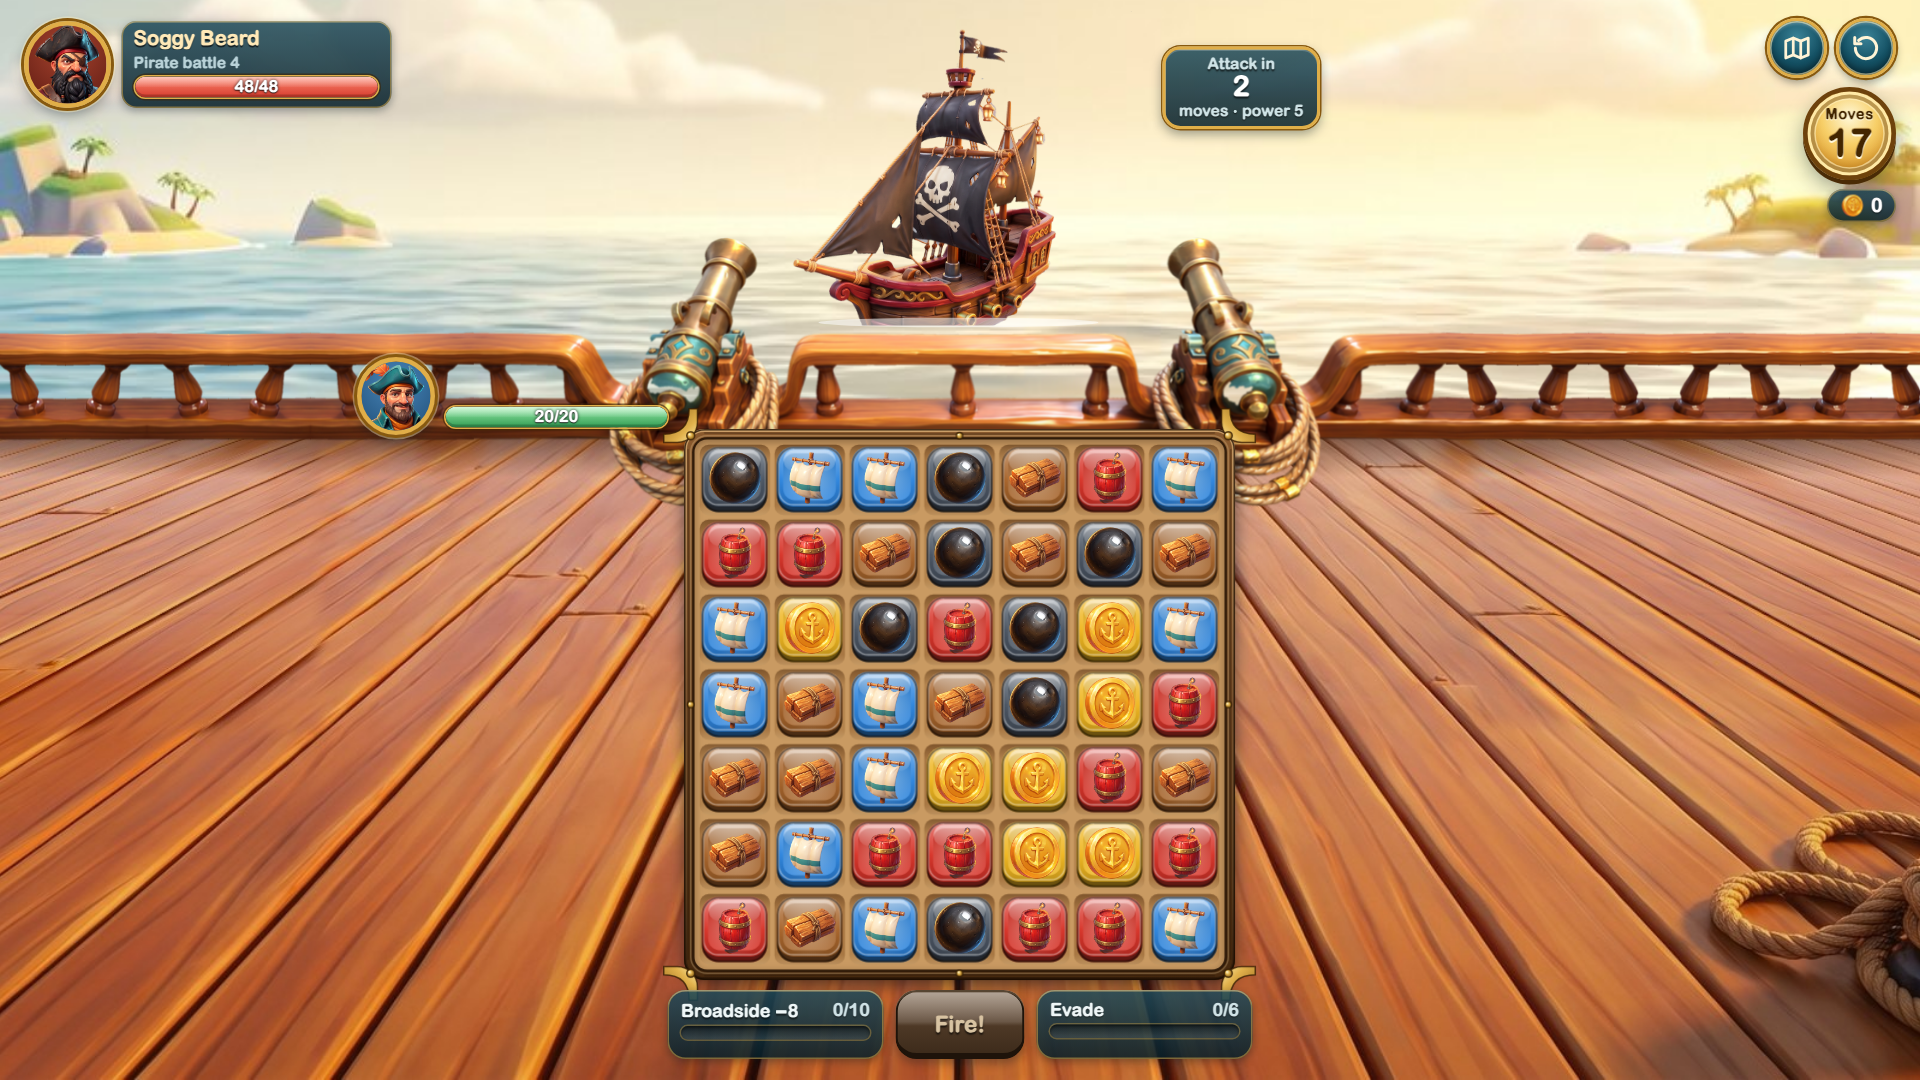 Soggy Beard
Pirate battle 4
48/48
Attack in
2
moves · power 5
Moves
17
0
20/20
Broadside −8 0/10
Fire!
Evade 0/6